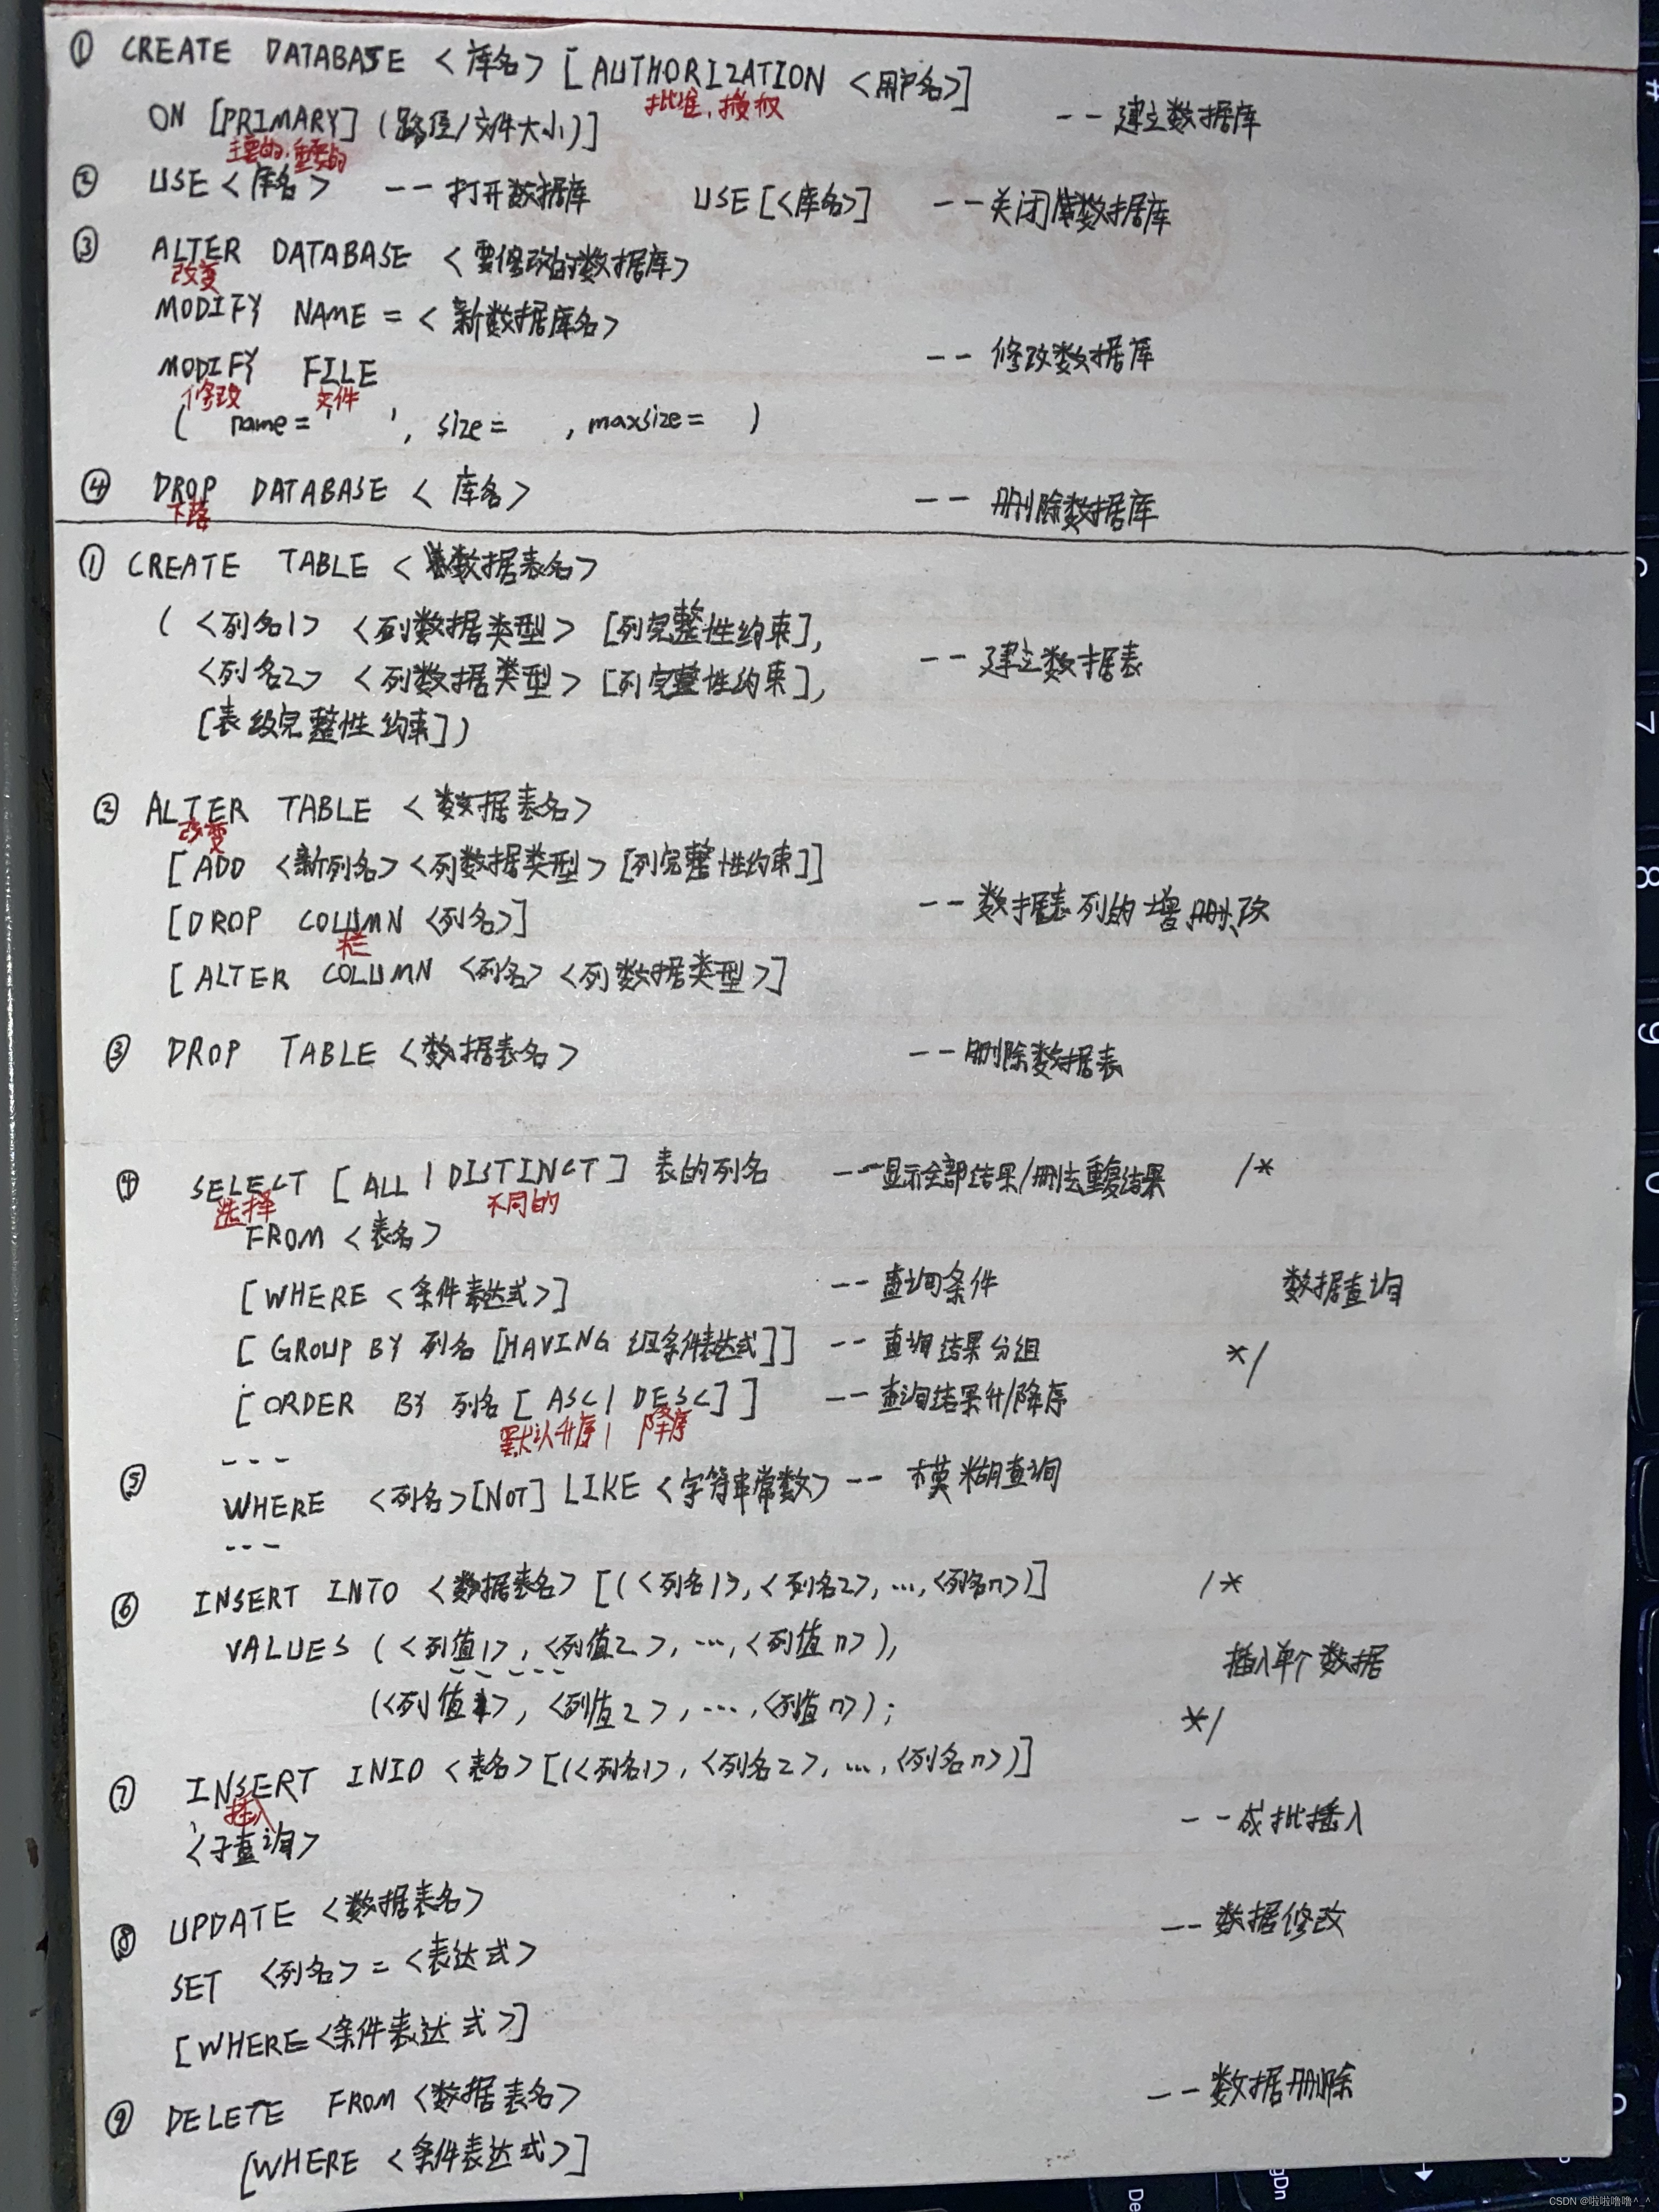 ① CREATE DATABASE <库名> [AUTHORIZATION <用户名>]
批准,授权
ON [PRIMARY] (路径/文件大小)] -- 建立数据库
主要的,重要的
② USE <库名> -- 打开数据库 USE [<库名>] -- 关闭数据库
③ ALTER DATABASE <要修改的数据库>
改变
MODIFY NAME = <新数据库名>
-- 修改数据库
MODIFY FILE
修改 文件
( name = ' ', size = , maxsize = )
④ DROP DATABASE <库名> -- 删除数据库
下落
① CREATE TABLE <数据表名>
( <列名1> <列数据类型> [列完整性约束],
-- 建立数据表
<列名2> <列数据类型> [列完整性约束],
[表级完整性约束])
② ALTER TABLE <数据表名>
改变
[ADD <新列名> <列数据类型> [列完整性约束]]
[DROP COLUMN <列名>] -- 数据表列的增、删、改
栏
[ALTER COLUMN <列名> <列数据类型>]
③ DROP TABLE <数据表名> -- 删除数据表
④ SELECT [ALL | DISTINCT] 表的列名 -- 显示全部结果/删去重复结果 /*
选择 不同的
FROM <表名>
[WHERE <条件表达式>] -- 查询条件 数据查询
[GROUP BY 列名 [HAVING 组条件表达式]] -- 查询结果分组 */
[ORDER BY 列名 [ASC | DESC]] -- 查询结果升/降序
默认升序 | 降序
---
⑤ WHERE <列名> [NOT] LIKE <字符串常数> -- 模糊查询
---
⑥ INSERT INTO <数据表名> [(<列名1>, <列名2>, ..., <列名n>)] /*
VALUES (<列值1>, <列值2>, ..., <列值n>),
插入单个数据
(<列值1>, <列值2>, ..., <列值n>); */
⑦ INSERT INTO <表名> [(<列名1>, <列名2>, ..., <列名n>)]
插入
<子查询> -- 成批插入
⑧ UPDATE <数据表名> -- 数据修改
SET <列名> = <表达式>
[WHERE <条件表达式>]
⑨ DELETE FROM <数据表名> -- 数据删除
[WHERE <条件表达式>]
#
7
8
9
0
CSDN @啦啦噜噜^_^